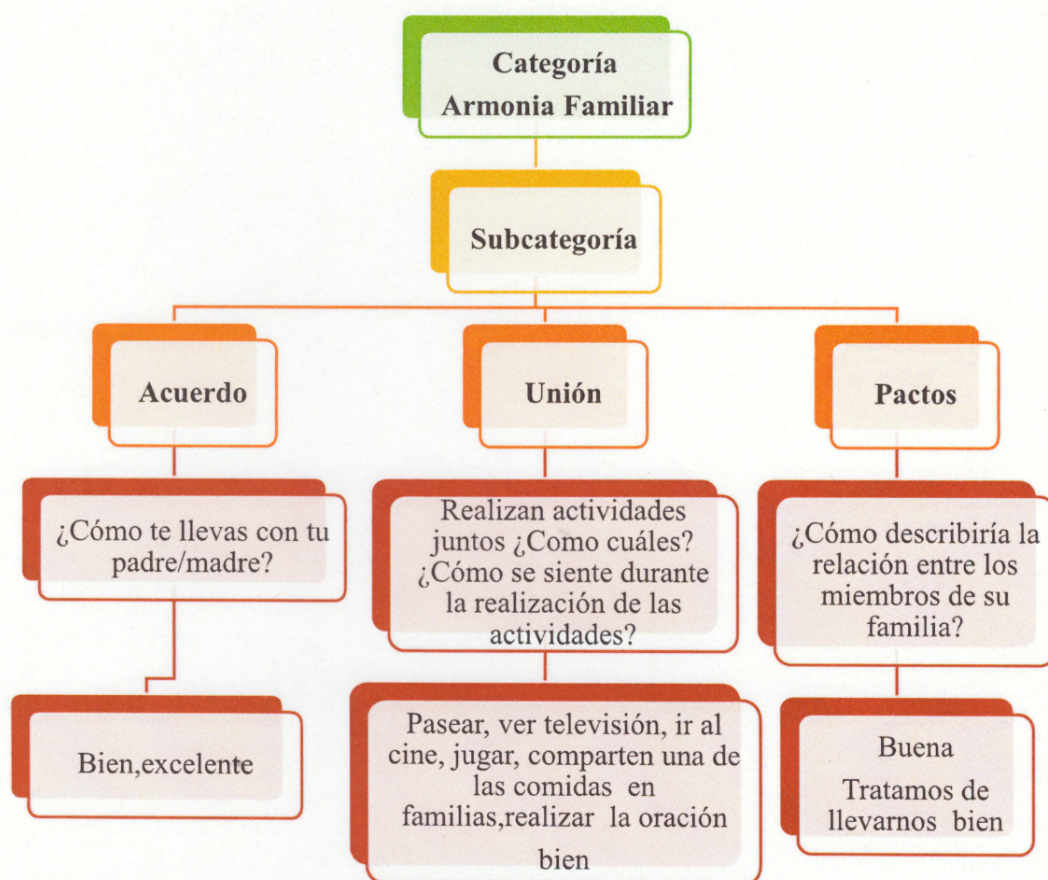 Categoría
Armonia Familiar
Subcategoría
Acuerdo
Unión
Pactos
¿Cómo te llevas con tu
padre/madre?
Realizan actividades
juntos ¿Como cuáles?
¿Cómo se siente durante
la realización de las
actividades?
¿Cómo describiría la
relación entre los
miembros de su
familia?
Bien,excelente
Pasear, ver televisión, ir al
cine, jugar, comparten una de
las comidas en
familias,realizar la oración
bien
Buena
Tratamos de
llevarnos bien